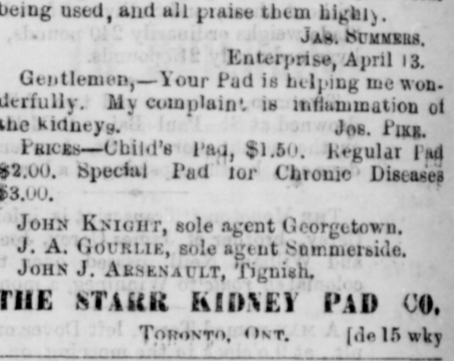 being used, and all praise them highly.
JAS. SUMMERS.
Enterprise, April 13.
Gentlemen,—Your Pad is helping me won-
derfully. My complaint is inflammation of
the kidneys. JOS. PIKE.
PRICES—Child's Pad, $1.50. Regular Pad
$2.00. Special Pad for Chronic Diseases
$3.00.
JOHN KNIGHT, sole agent Georgetown.
J. A. GOURLIE, sole agent Summerside.
JOHN J. ARSENAULT, Tignish.
THE STARR KIDNEY PAD CO.
TORONTO, ONT. [de 15 wky